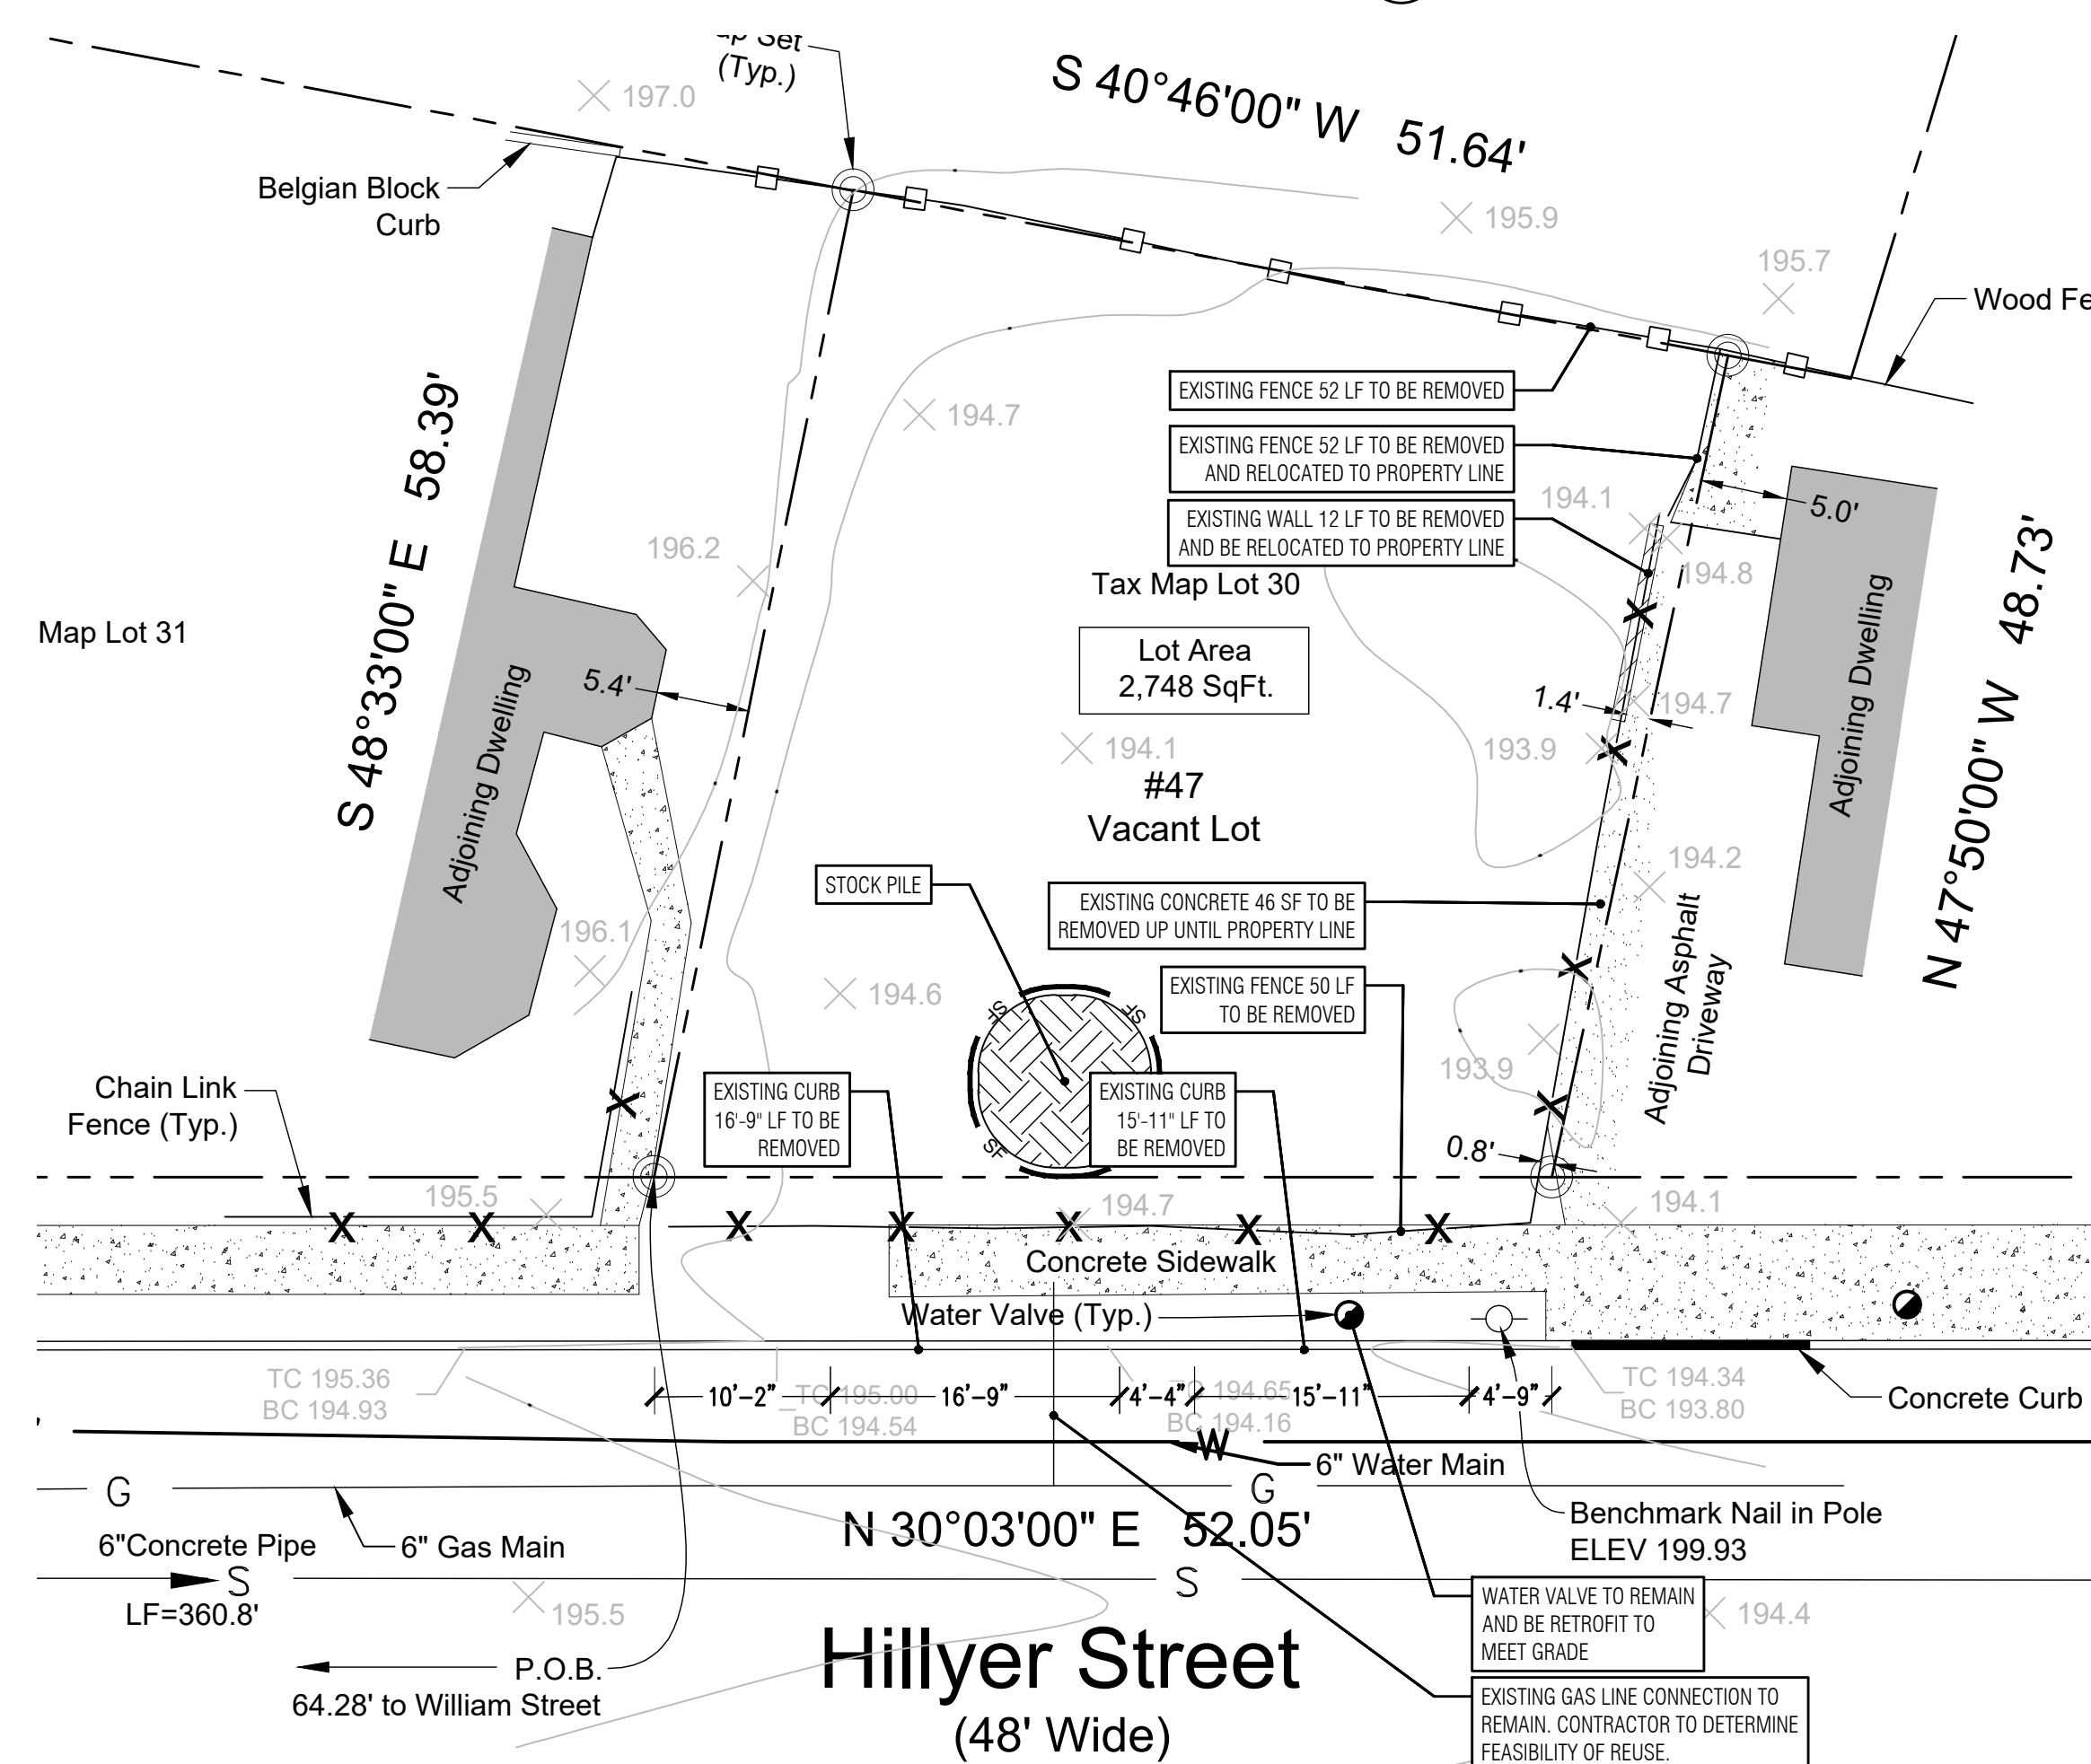 (Typ.)
S 40°46'00" W 51.64'
197.0
Belgian Block
Curb
195.9
195.7
Wood
EXISTING FENCE 52 LF TO BE REMOVED
194.7
EXISTING FENCE 52 LF TO BE REMOVED
AND RELOCATED TO PROPERTY LINE
S 48°33'00" E 58.39'
194.1
5.0'
EXISTING WALL 12 LF TO BE REMOVED
AND BE RELOCATED TO PROPERTY LINE
196.2
194.8
Tax Map Lot 30
N 47°50'00" W 48.73'
Map Lot 31
Lot Area
2,748 SqFt.
5.4'
1.4'
194.7
Adjoining Dwelling
Adjoining Dwelling
194.1
193.9
#47
Vacant Lot
194.2
STOCK PILE
EXISTING CONCRETE 46 SF TO BE
REMOVED UP UNTIL PROPERTY LINE
196.1
194.6
EXISTING FENCE 50 LF
TO BE REMOVED
Adjoining Asphalt
Driveway
SF
SF
SF
193.9
Chain Link
Fence (Typ.)
EXISTING CURB
16'-9" LF TO BE
REMOVED
EXISTING CURB
15'-11" LF TO
BE REMOVED
0.8'
195.5
194.7
194.1
X X X X X X X
X X X X X
Concrete Sidewalk
Water Valve (Typ.)
TC 195.36
BC 194.93
10'-2"
TC 195.00
BC 194.54
16'-9"
4'-4"
TC 194.65
BC 194.16
15'-11"
4'-9"
TC 194.34
BC 193.80
Concrete Curb
W
6" Water Main
G
G
N 30°03'00" E 52.05'
Benchmark Nail in Pole
ELEV 199.93
6"Concrete Pipe
6" Gas Main
S
S
LF=360.8'
195.5
WATER VALVE TO REMAIN
AND BE RETROFIT TO
MEET GRADE
194.4
Hillyer Street
(48' Wide)
P.O.B.
64.28' to William Street
EXISTING GAS LINE CONNECTION TO
REMAIN. CONTRACTOR TO DETERMINE
FEASIBILITY OF REUSE.